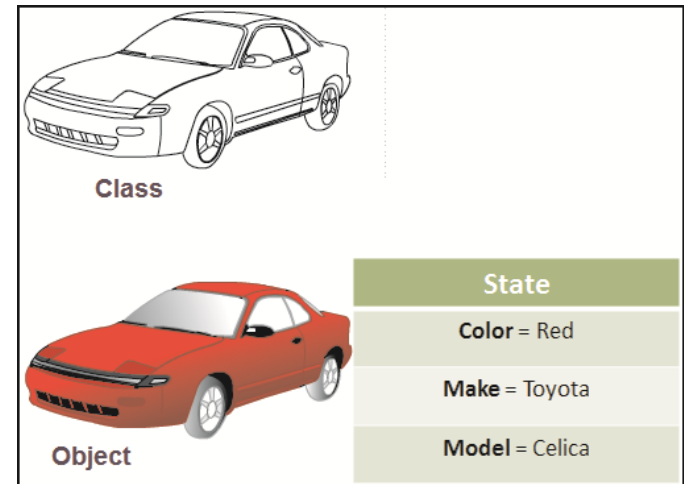 Class
State
Color = Red
Make = Toyota
Model = Celica
Object